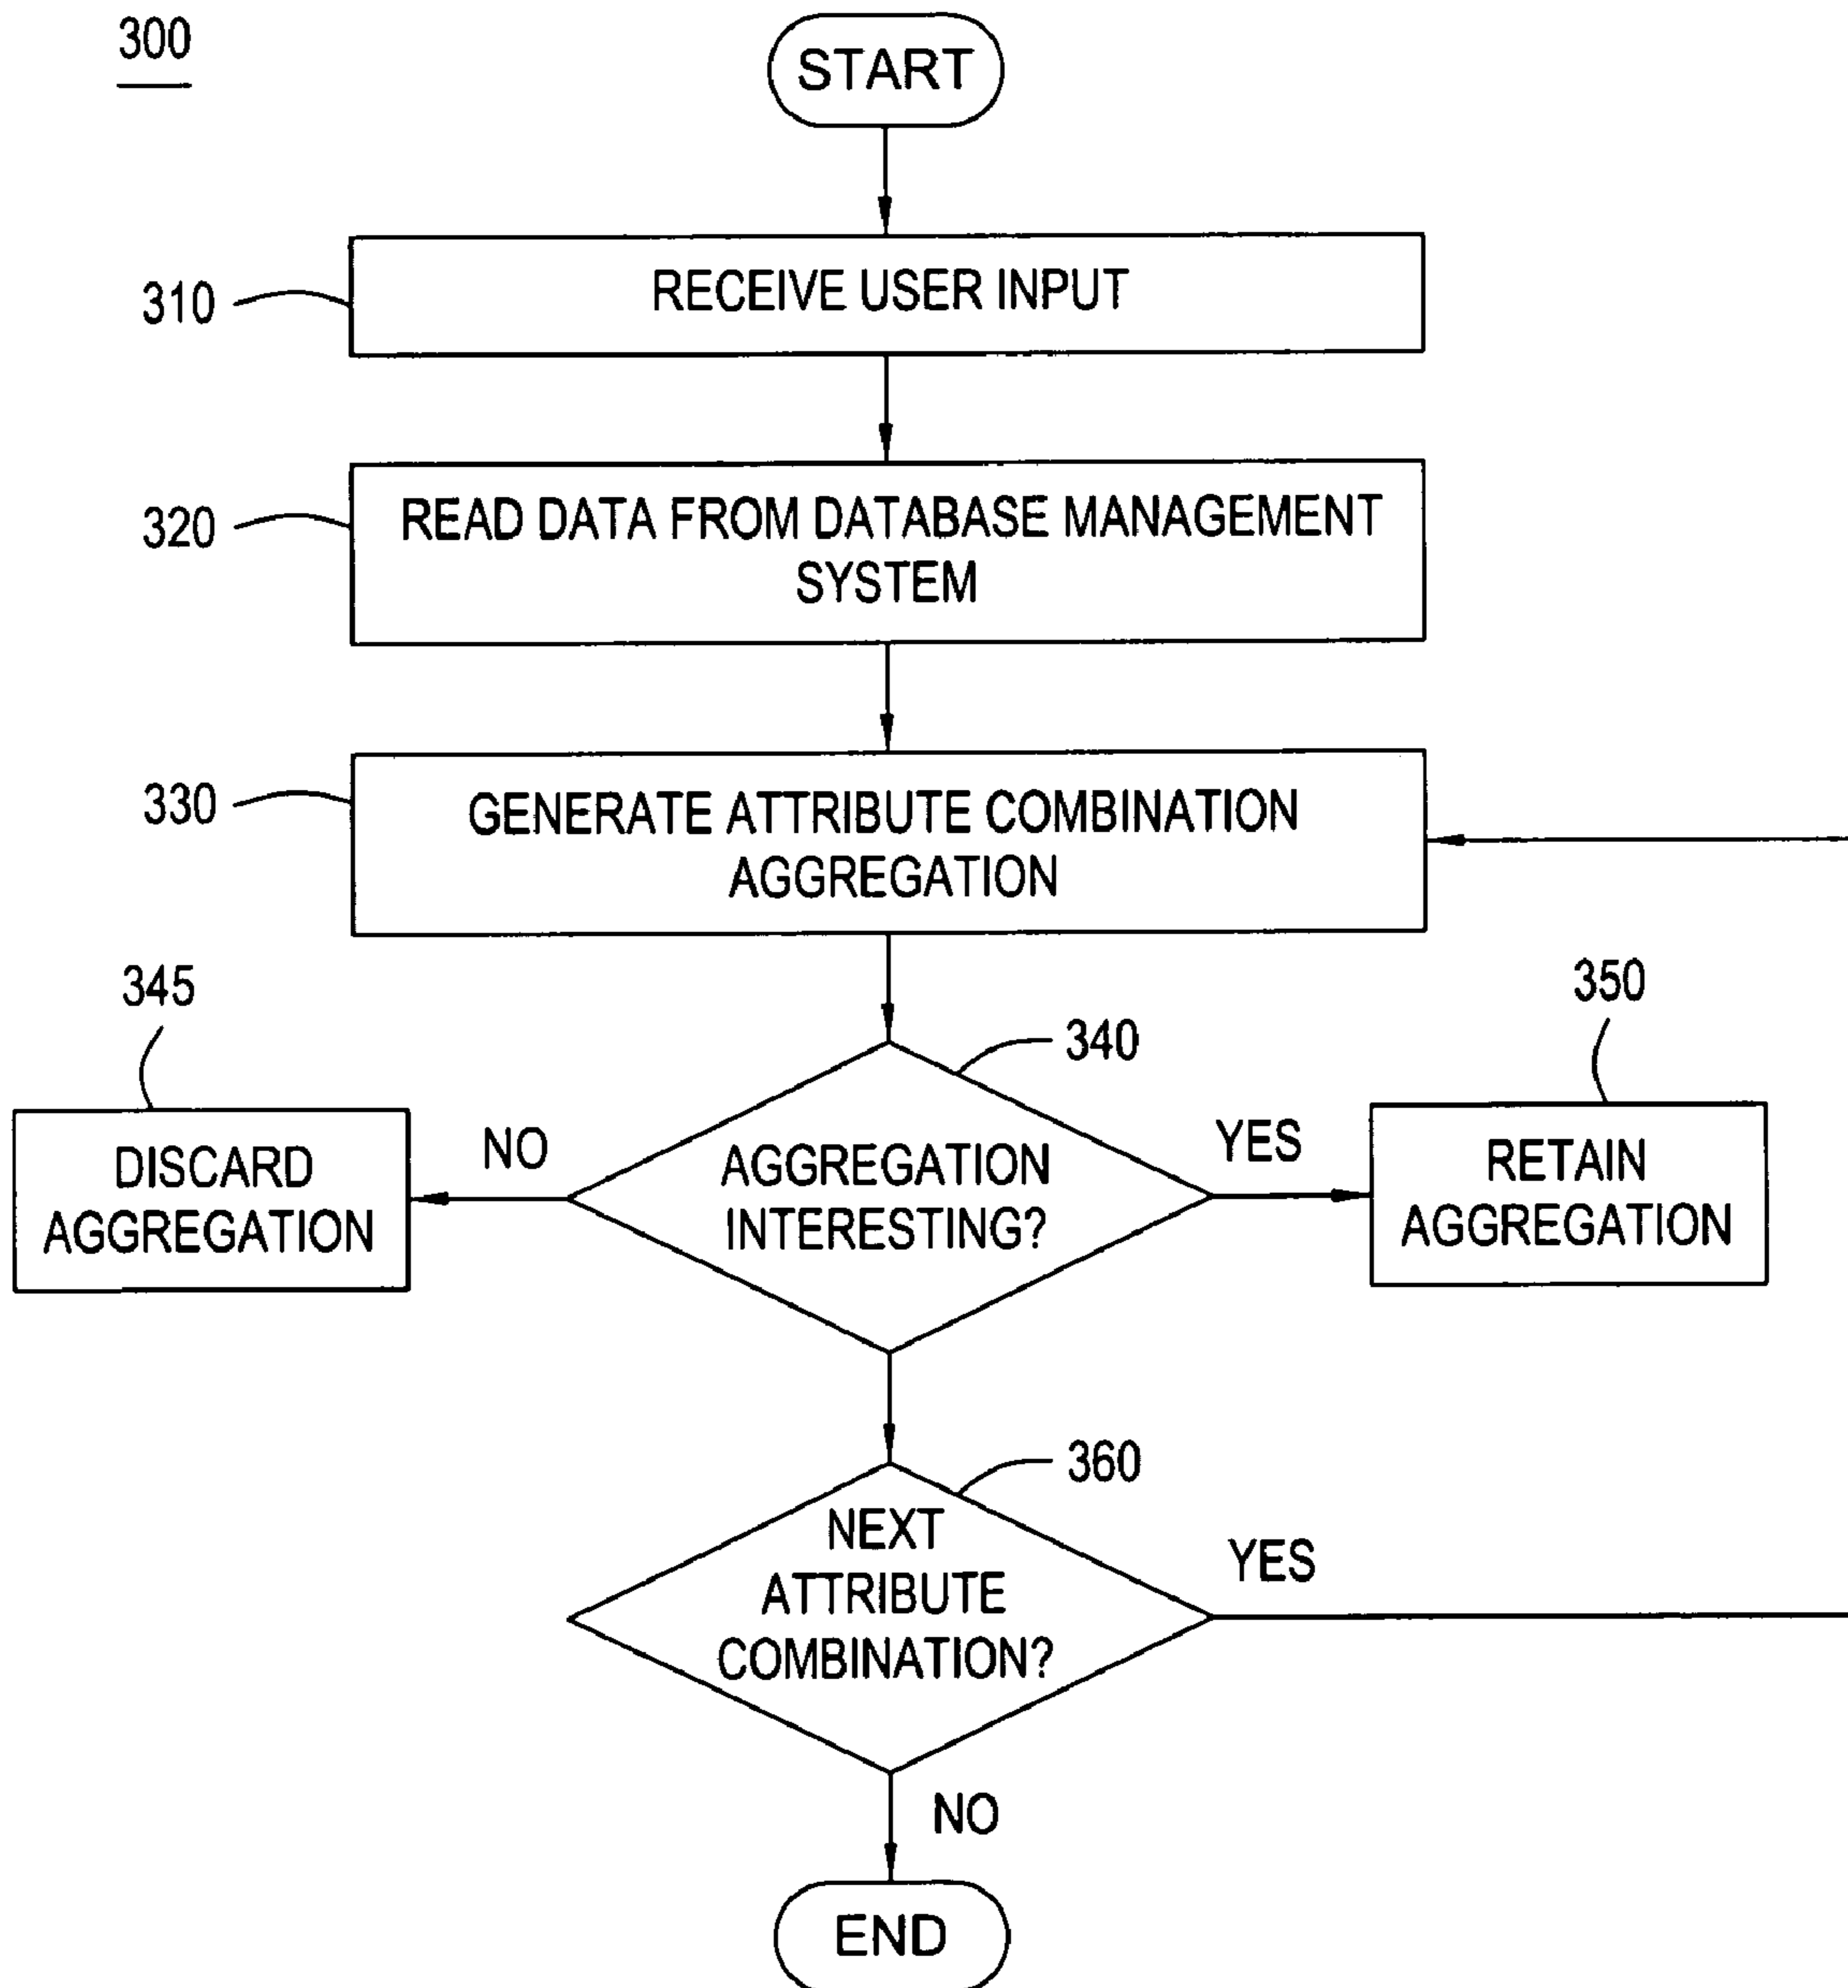 300
START
310
RECEIVE USER INPUT
320
READ DATA FROM DATABASE MANAGEMENT
SYSTEM
330
GENERATE ATTRIBUTE COMBINATION
AGGREGATION
345
350
340
NO
YES
DISCARD
AGGREGATION
AGGREGATION
INTERESTING?
RETAIN
AGGREGATION
360
NEXT
ATTRIBUTE
COMBINATION?
YES
NO
END